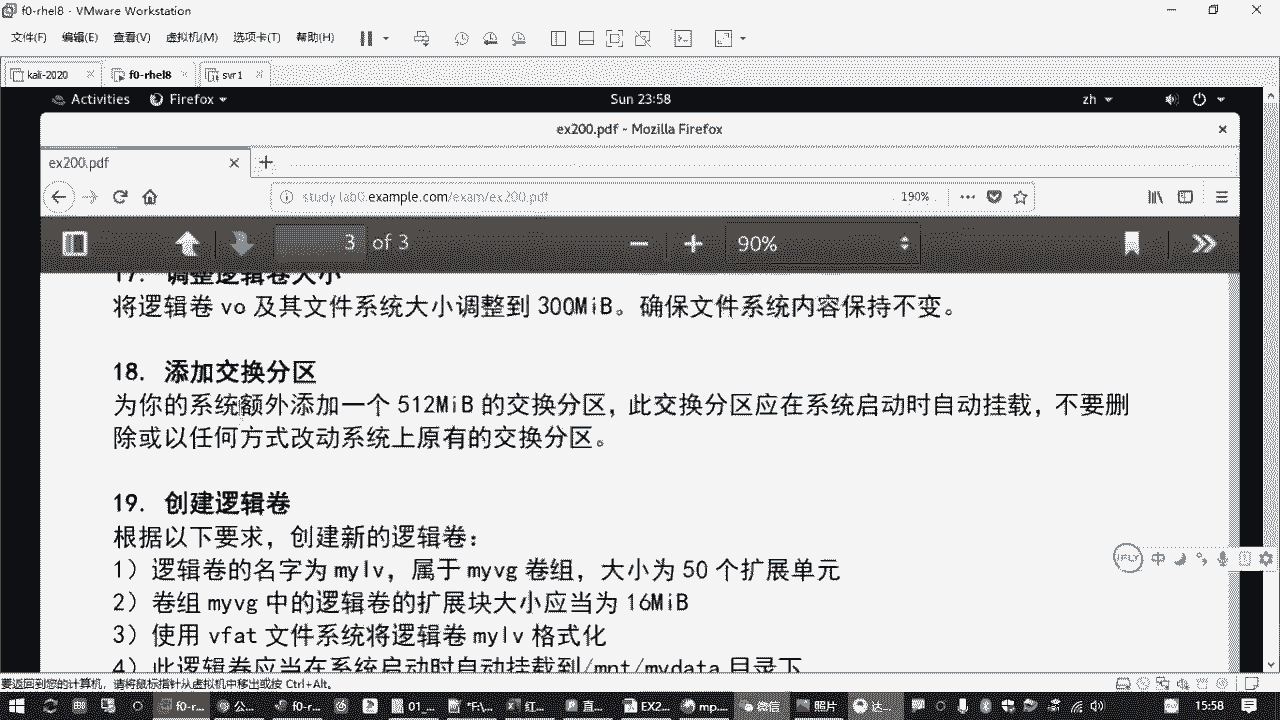 f0-rhel8 - VMware Workstation
文件(F) 编辑(E) 查看(V) 虚拟机(M) 选项卡(T) 帮助(H)
kali-2020 f0-rhel8 svr1
Activities Firefox Sun 23:58 zh
ex200.pdf - Mozilla Firefox
ex200.pdf
study.lab0.example.com/exam/ex200.pdf 190%
3 of 3 90%
17. 调整逻辑卷大小
将逻辑卷 vo 及其文件系统大小调整到 300MiB。确保文件系统内容保持不变。
18. 添加交换分区
为你的系统额外添加一个 512MiB 的交换分区，此交换分区应在系统启动时自动挂载，不要删
除或以任何方式改动系统上原有的交换分区。
19. 创建逻辑卷
根据以下要求，创建新的逻辑卷：
1）逻辑卷的名字为 mylv，属于 myvg 卷组，大小为 50 个扩展单元
2）卷组 myvg 中的逻辑卷的扩展块大小应当为 16MiB
3）使用 vfat 文件系统将逻辑卷 mylv 格式化
4）此逻辑卷应当在系统启动时自动挂载到/mnt/mydata 目录下
iFLY 中
要返回到您的计算机，请将鼠标指针从虚拟机中移出或按 Ctrl+Alt。
f0-r... 公... f0-r... 01_... *F:\... 红... 直... EX2... mp... 微信 照片 达... 15:58